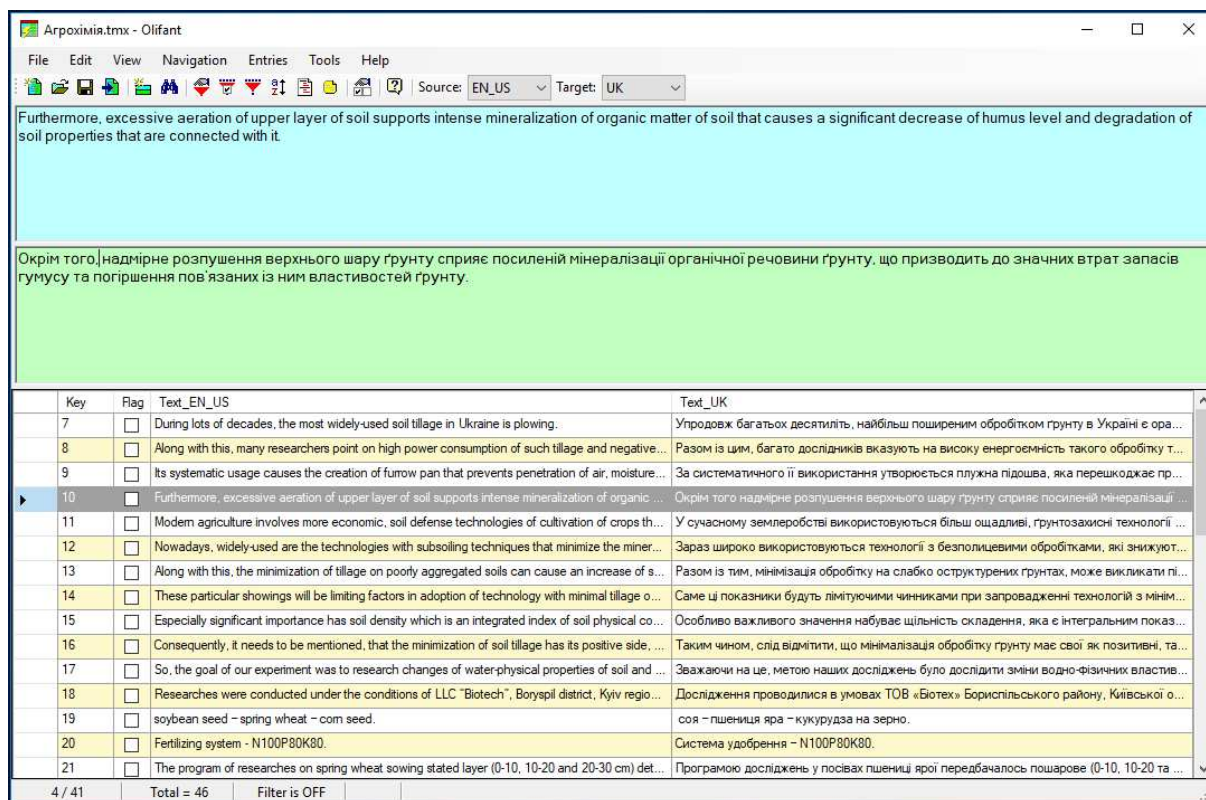 Агрохімія.tmx - Olifant
File Edit View Navigation Entries Tools Help
Source: EN_US Target: UK
Furthermore, excessive aeration of upper layer of soil supports intense mineralization of organic matter of soil that causes a significant decrease of humus level and degradation of
soil properties that are connected with it.
Окрім того, надмірне розпушення верхнього шару ґрунту сприяє посиленій мінералізації органічної речовини ґрунту, що призводить до значних втрат запасів
гумусу та погіршення пов'язаних із ним властивостей ґрунту.
Key Flag Text_EN_US Text_UK
7 During lots of decades, the most widely-used soil tillage in Ukraine is plowing. Упродовж багатьох десятиліть, найбільш поширеним обробітком ґрунту в Україні є ора...
8 Along with this, many researchers point on high power consumption of such tillage and negative... Разом із цим, багато дослідників вказують на високу енергоємність такого обробітку т...
9 Its systematic usage causes the creation of furrow pan that prevents penetration of air, moisture... За систематичного її використання утворюється плужна підошва, яка перешкоджає пр...
10 Furthermore, excessive aeration of upper layer of soil supports intense mineralization of organic ... Окрім того надмірне розпушення верхнього шару ґрунту сприяє посиленій мінералізації ...
11 Modern agriculture involves more economic, soil defense technologies of cultivation of crops th... У сучасному землеробстві використовуються більш ощадливі, ґрунтозахисні технології ...
12 Nowadays, widely-used are the technologies with subsoiling techniques that minimize the miner... Зараз широко використовуються технології з безполицевими обробітками, які знижуют...
13 Along with this, the minimization of tillage on poorly aggregated soils can cause an increase of s... Разом із тим, мінімізація обробітку на слабко оструктурених ґрунтах, може викликати пі...
14 These particular showings will be limiting factors in adoption of technology with minimal tillage o... Саме ці показники будуть лімітуючими чинниками при запровадженні технологій з мінім...
15 Especially significant importance has soil density which is an integrated index of soil physical co... Особливо важливого значення набуває щільність складення, яка є інтегральним показ...
16 Consequently, it needs to be mentioned, that the minimization of soil tillage has its positive side, ... Таким чином, слід відмітити, що мінімалізація обробітку ґрунту має свої як позитивні, та...
17 So, the goal of our experiment was to research changes of water-physical properties of soil and ... Зважаючи на це, метою наших досліджень було дослідити зміни водно-фізичних властив...
18 Researches were conducted under the conditions of LLC "Biotech", Boryspil district, Kyiv regio... Дослідження проводилися в умовах ТОВ «Біотех» Бориспільського району, Київської о...
19 soybean seed – spring wheat – corn seed. соя – пшениця яра – кукурудза на зерно.
20 Fertilizing system - N100P80K80. Система удобрення – N100P80K80.
21 The program of researches on spring wheat sowing stated layer (0-10, 10-20 and 20-30 cm) det... Програмою досліджень у посівах пшениці ярої передбачалось пошарове (0-10, 10-20 та ...
4 / 41 Total = 46 Filter is OFF